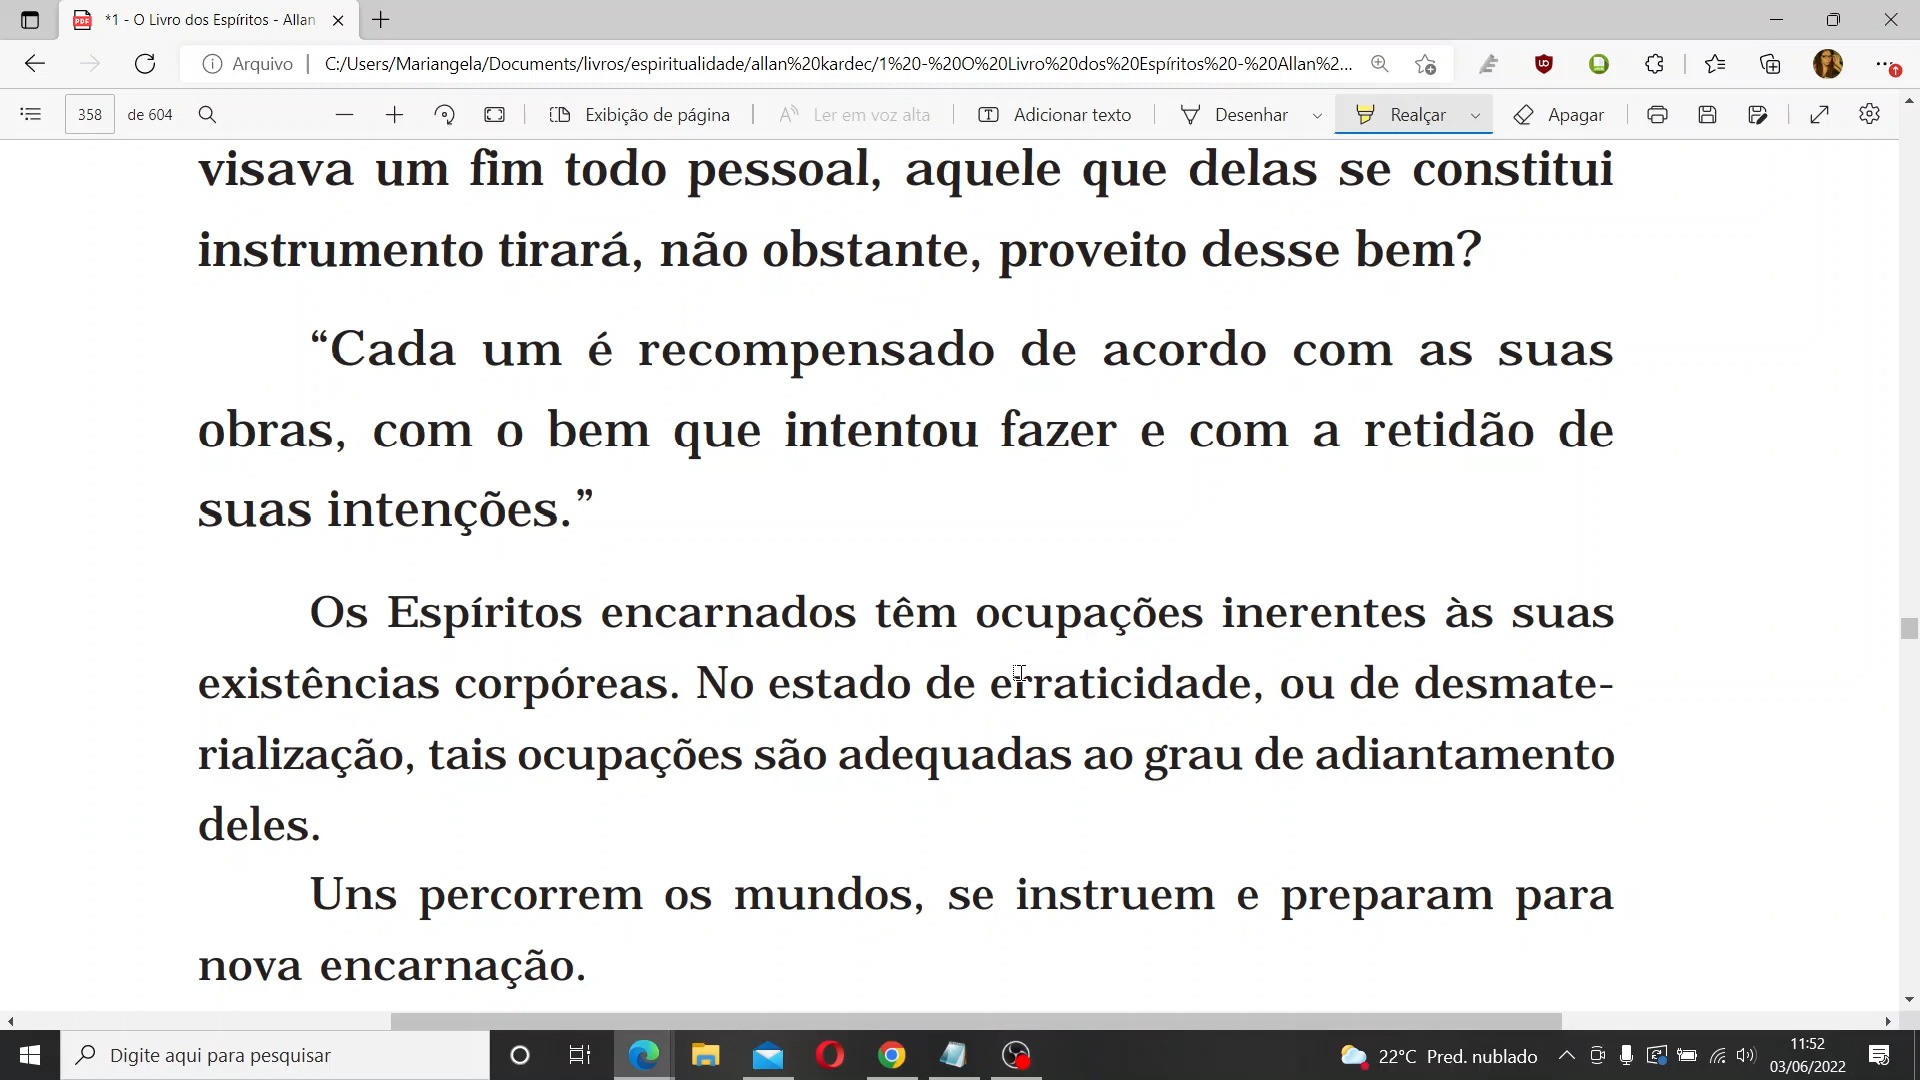 *1 - O Livro dos Espíritos - Allan
Arquivo
C:/Users/Mariangela/Documents/livros/espiritualidade/allan%20kardec/1%20-%20O%20Livro%20dos%20Espíritos%20-%20Allan%2...
358 de 604
Exibição de página
Ler em voz alta
Adicionar texto
Desenhar
Realçar
Apagar
visava um fim todo pessoal, aquele que delas se constitui
instrumento tirará, não obstante, proveito desse bem?
“Cada um é recompensado de acordo com as suas
obras, com o bem que intentou fazer e com a retidão de
suas intenções.”
Os Espíritos encarnados têm ocupações inerentes às suas
existências corpóreas. No estado de erraticidade, ou de desmate-
rialização, tais ocupações são adequadas ao grau de adiantamento
deles.
Uns percorrem os mundos, se instruem e preparam para
nova encarnação.
Digite aqui para pesquisar
22°C Pred. nublado
11:52
03/06/2022